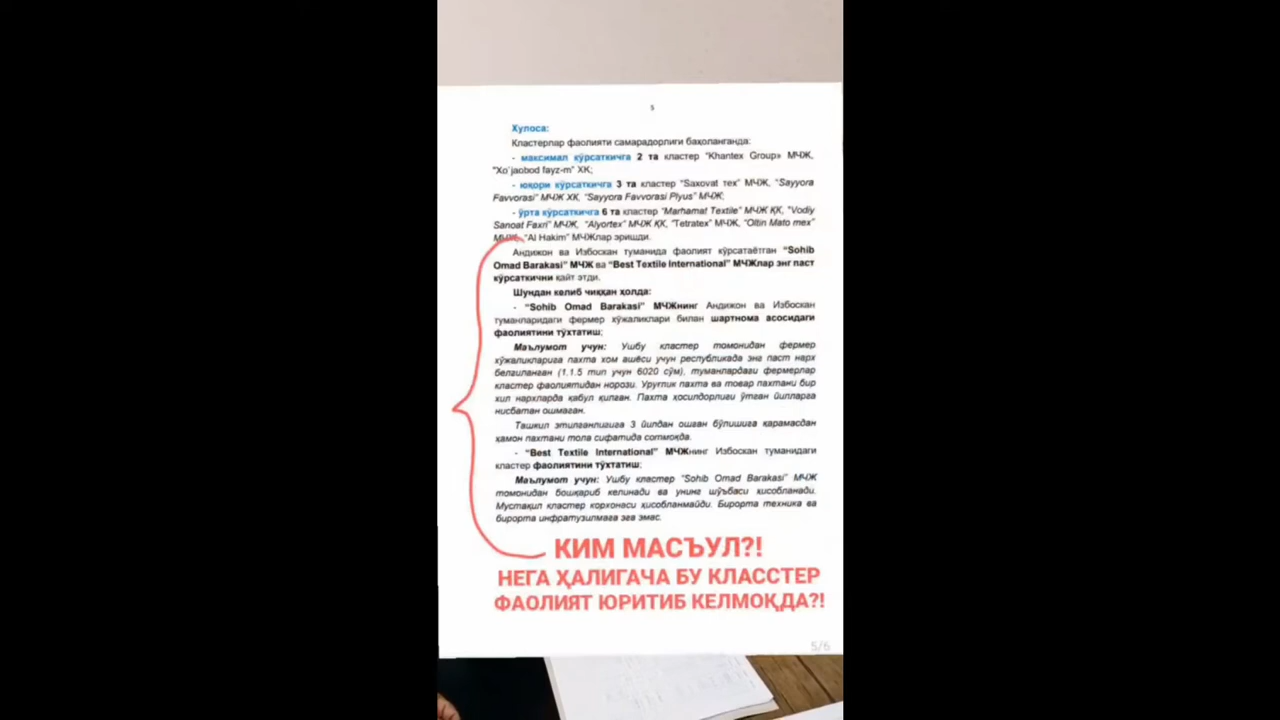 5
Хулоса:
Кластерлар фаолияти самарадорлиги баҳоланганда:
- максимал кўрсаткичга 2 та кластер “Khantex Group» МЧЖ,
“Xo`jaobod fayz-m” ХК;
- юқори кўрсаткичга 3 та кластер “Saxovat тех” МЧЖ, “Sayyora
Favvorasi” МЧЖ ХК, “Sayyora Favvorasi Plyus” МЧЖ;
- ўрта кўрсаткичга 6 та кластер “Marhamat Textile” МЧЖ ҚК, “Vodiy
Sanoat Faxri” МЧЖ, “Alyortex” МЧЖ ҚК, “Tetratex” МЧЖ, “Oltin Mato mex”
МЧЖ, “Al Hakim” МЧЖлар эришди.
Андижон ва Избоскан туманида фаолият кўрсатаётган “Sohib
Omad Barakasi” МЧЖ ва “Best Textile International” МЧЖлар энг паст
кўрсаткични қайт этди.
Шундан келиб чиққан ҳолда:
- “Sohib Omad Barakasi” МЧЖнинг Андижон ва Избоскан
туманларидаги фермер хўжаликлари билан шартнома асосидаги
фаолиятини тўхтатиш;
Маълумот учун: Ушбу кластер томонидан фермер
хўжаликларига пахта хом ашёси учун республикада энг паст нарх
белгиланган (1.1.5 тип учун 6020 сўм), туманлардаги фермерлар
кластер фаолиятидан норози. Уруғлик пахта ва товар пахтани бир
хил нархларда қабул қилган. Пахта ҳосилдорлиги ўтган йилларга
нисбатан ошмаган.
Ташкил этилганлигига 3 йилдан ошган бўлишига қарамасдан
ҳамон пахтани тола сифатида сотмоқда.
- “Best Textile International” МЧЖнинг Избоскан туманидаги
кластер фаолиятини тўхтатиш;
Маълумот учун: Ушбу кластер “Sohib Omad Barakasi” МЧЖ
томонидан бошқариб келинади ва унинг шўъбаси ҳисобланади.
Мустақил кластер корхонаси ҳисобланмайди. Бирорта техника ва
бирорта инфратузилмага эга эмас.
КИМ МАСЪУЛ?!
НЕГА ҲАЛИГАЧА БУ КЛАССТЕР
ФАОЛИЯТ ЮРИТИБ КЕЛМОҚДА?!
5/6